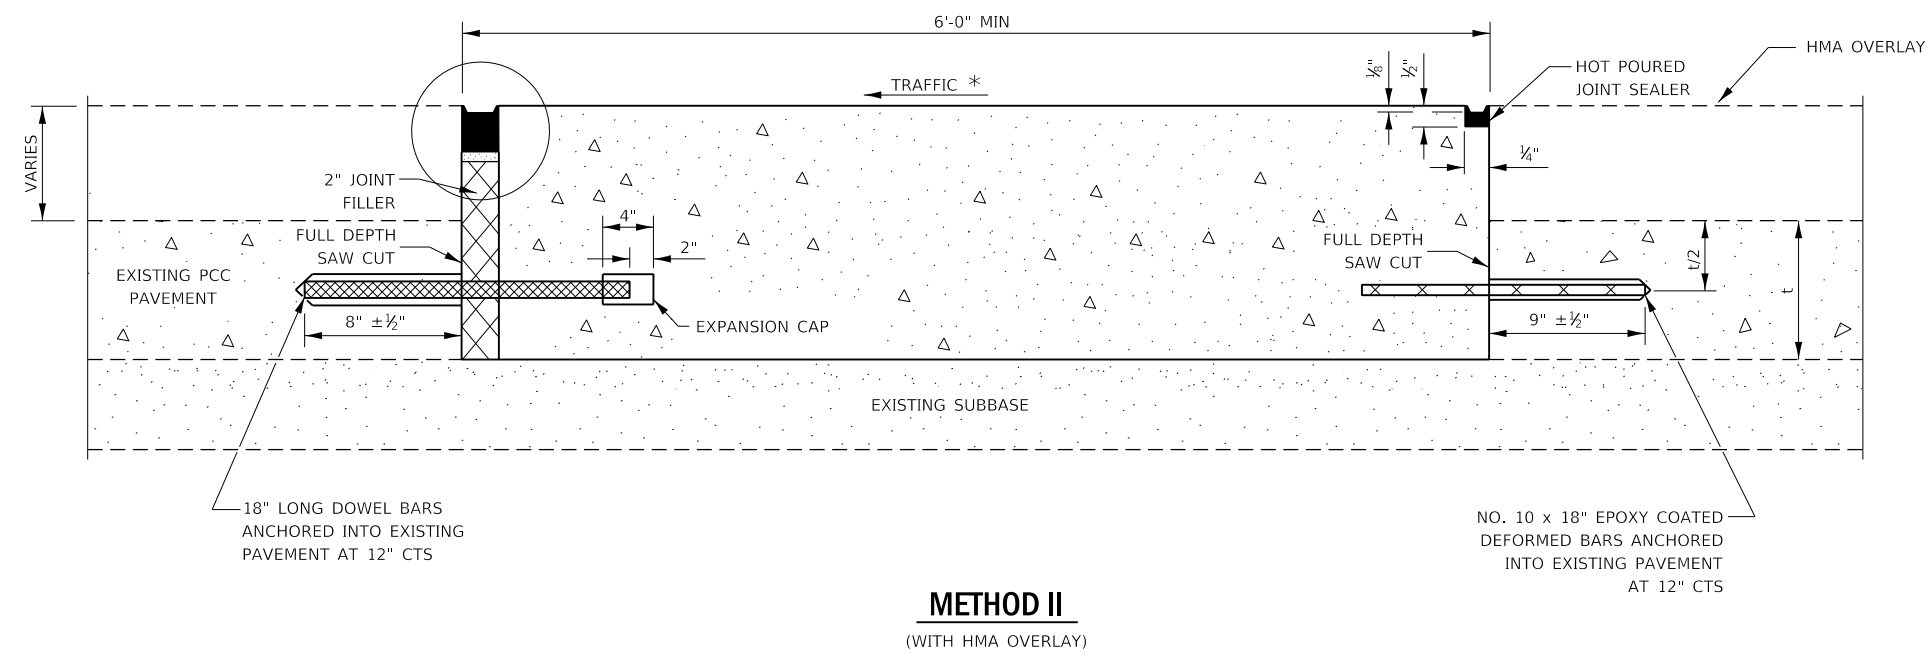 6'-0" MIN
HMA OVERLAY
HOT POURED
JOINT SEALER
TRAFFIC *
⅛"
½"
¼"
VARIES
2" JOINT
FILLER
4"
2"
FULL DEPTH
SAW CUT
FULL DEPTH
SAW CUT
t/2
t
EXISTING PCC
PAVEMENT
8" ±½"
EXPANSION CAP
9" ±½"
EXISTING SUBBASE
18" LONG DOWEL BARS
ANCHORED INTO EXISTING
PAVEMENT AT 12" CTS
NO. 10 x 18" EPOXY COATED
DEFORMED BARS ANCHORED
INTO EXISTING PAVEMENT
AT 12" CTS
METHOD II
(WITH HMA OVERLAY)